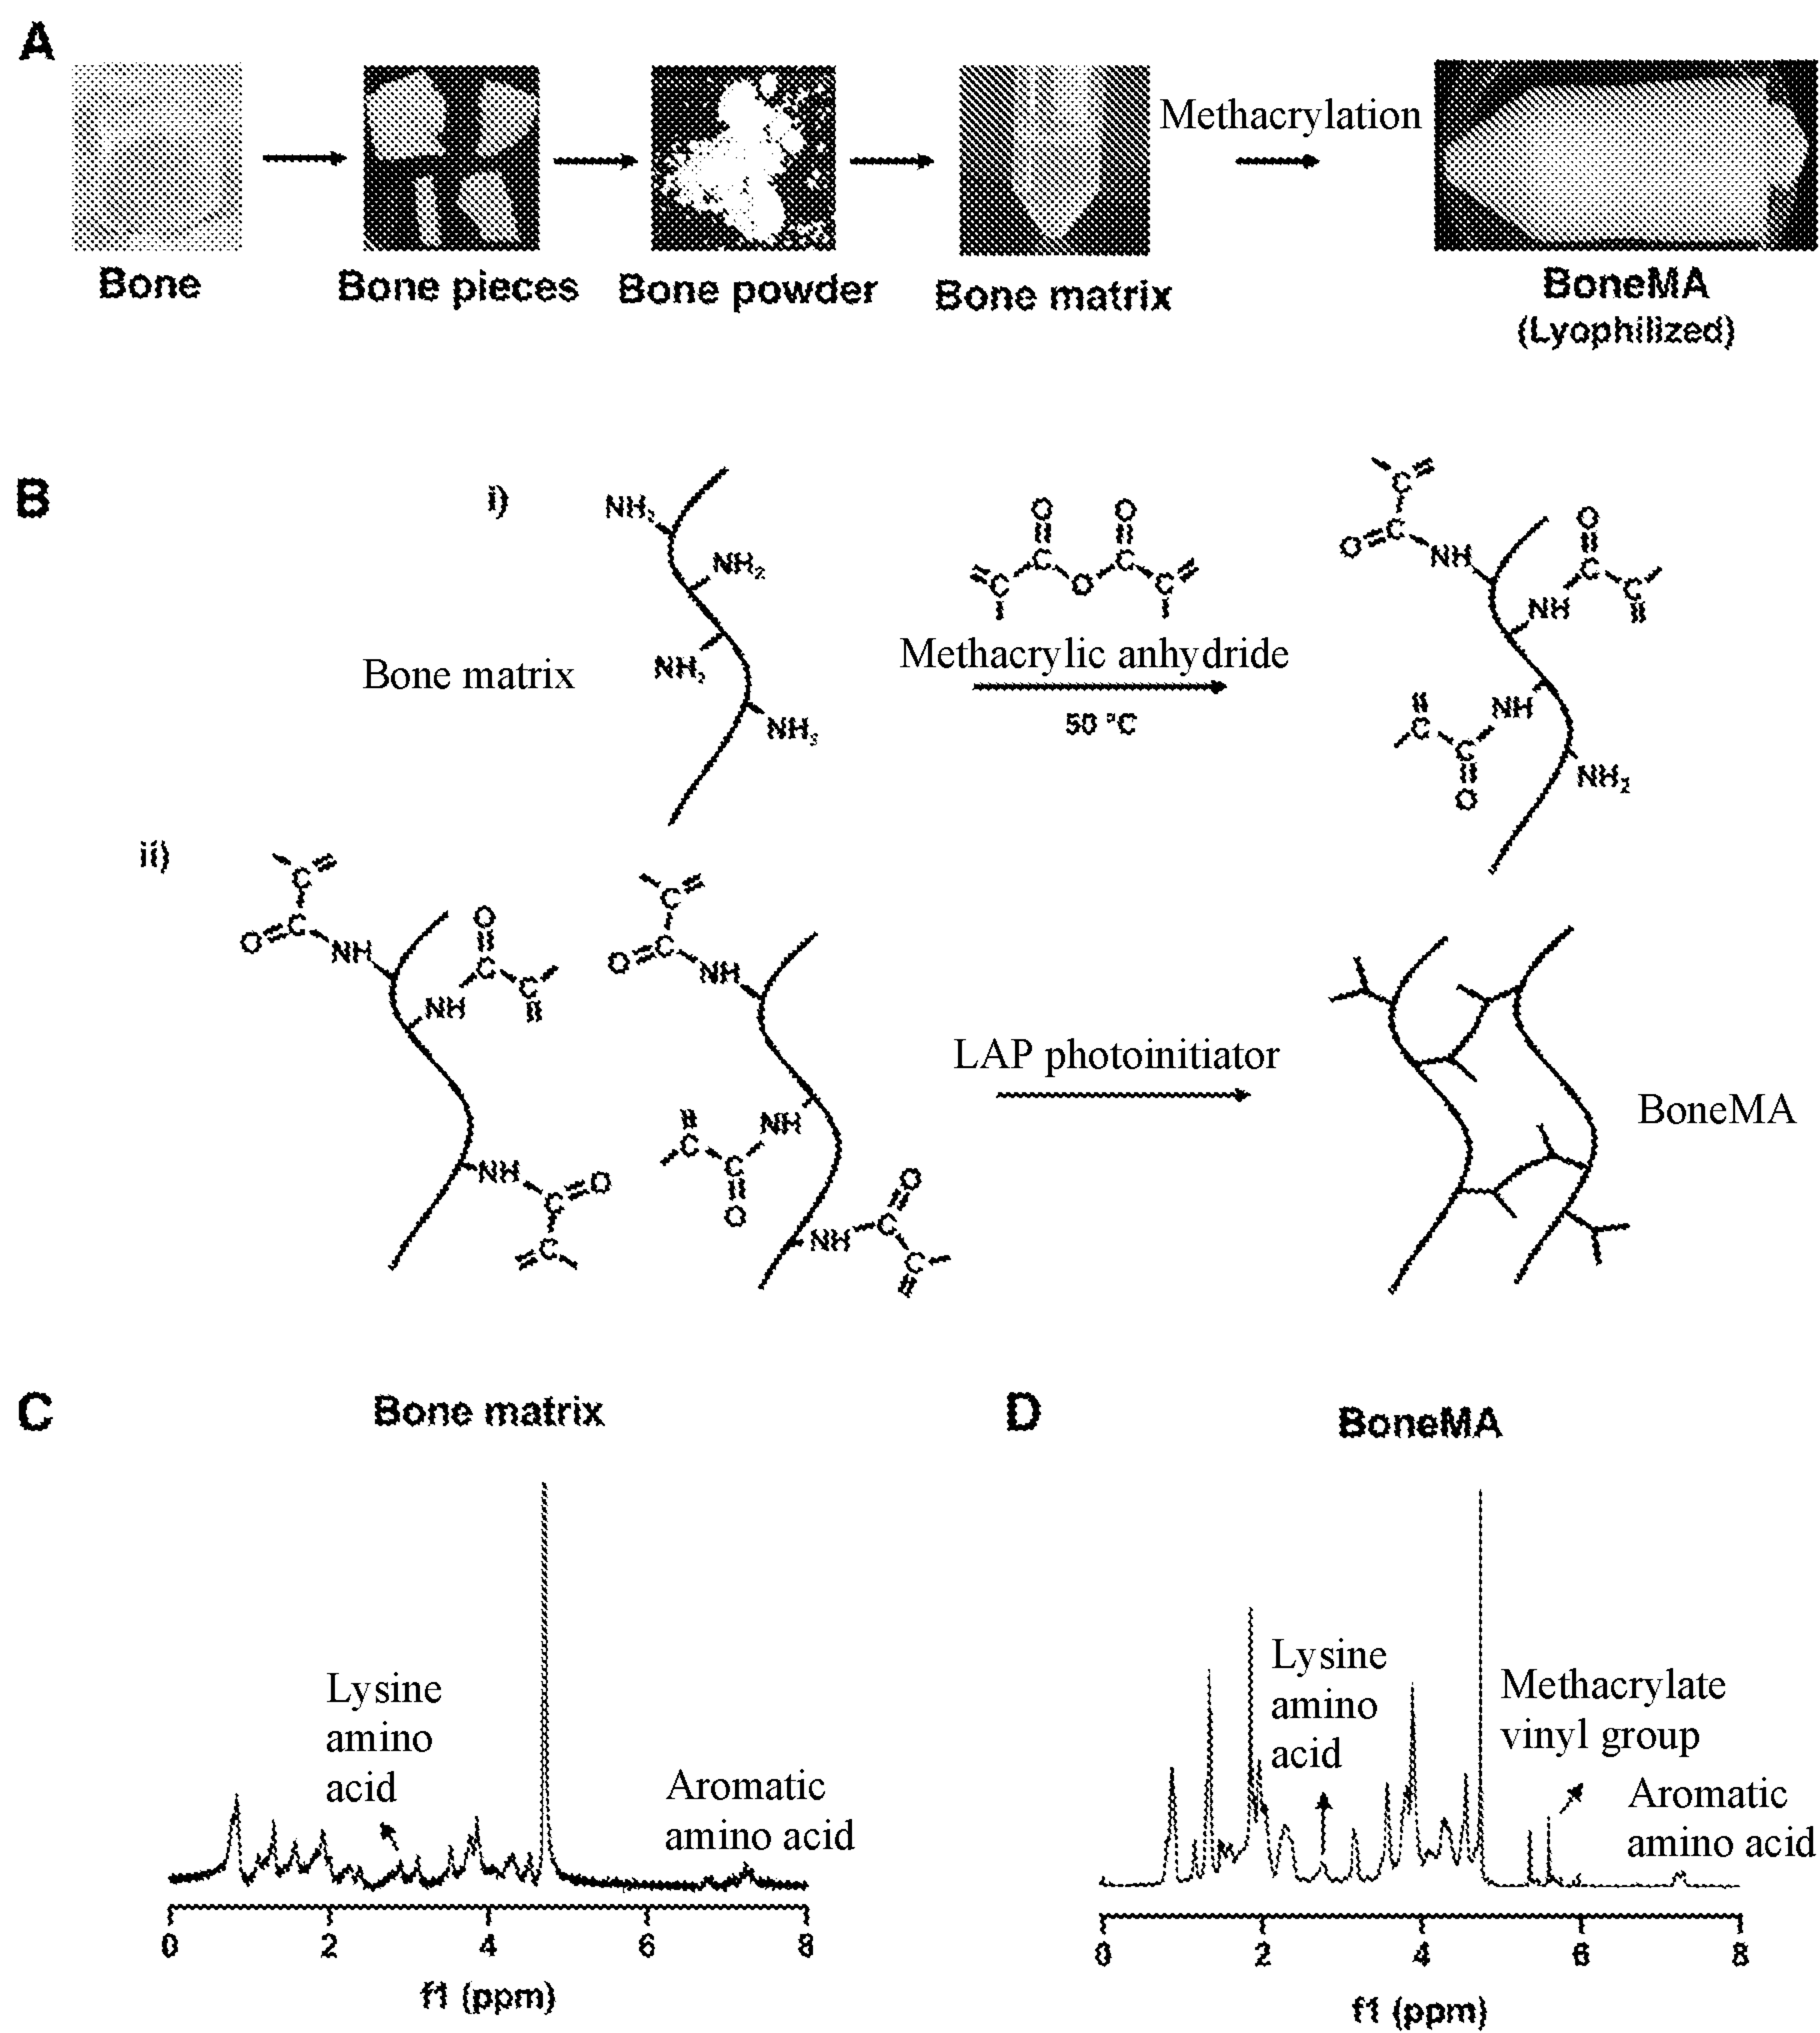 A
Methacrylation
Bone
Bone pieces
Bone powder
Bone matrix
BoneMA
(Lyophilized)
B
i)
NH₂
NH₂
NH₂
NH₃
Bone matrix
O O
C C
C O C
Methacrylic anhydride
50 °C
C
O C
NH
O
C
C
NH
NH
C
C
O
NH₂
ii)
C
O C
NH
O
C
C
NH
NH
C O
C
C
O C
NH
NH
C
C
O
NH
C
O
C
LAP photoinitiator
BoneMA
C
Bone matrix
Lysine
amino
acid
Aromatic
amino acid
0 2 4 6 8
f1 (ppm)
D
BoneMA
Lysine
amino
acid
Methacrylate
vinyl group
Aromatic
amino acid
0 2 4 6 8
f1 (ppm)